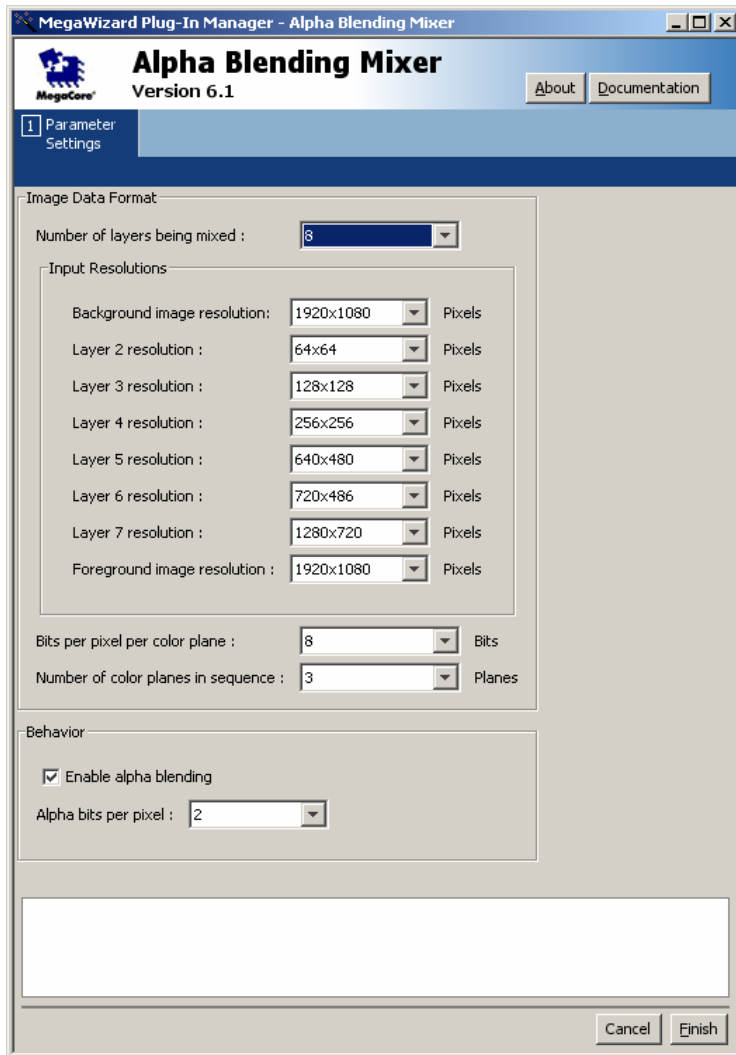 MegaWizard Plug-In Manager - Alpha Blending Mixer
MegaCore®
Alpha Blending Mixer
Version 6.1
About
Documentation
1 Parameter
Settings
Image Data Format
Number of layers being mixed : 8
Input Resolutions
Background image resolution: 1920x1080 Pixels
Layer 2 resolution : 64x64 Pixels
Layer 3 resolution : 128x128 Pixels
Layer 4 resolution : 256x256 Pixels
Layer 5 resolution : 640x480 Pixels
Layer 6 resolution : 720x486 Pixels
Layer 7 resolution : 1280x720 Pixels
Foreground image resolution : 1920x1080 Pixels
Bits per pixel per color plane : 8 Bits
Number of color planes in sequence : 3 Planes
Behavior
Enable alpha blending
Alpha bits per pixel : 2
Cancel
Finish